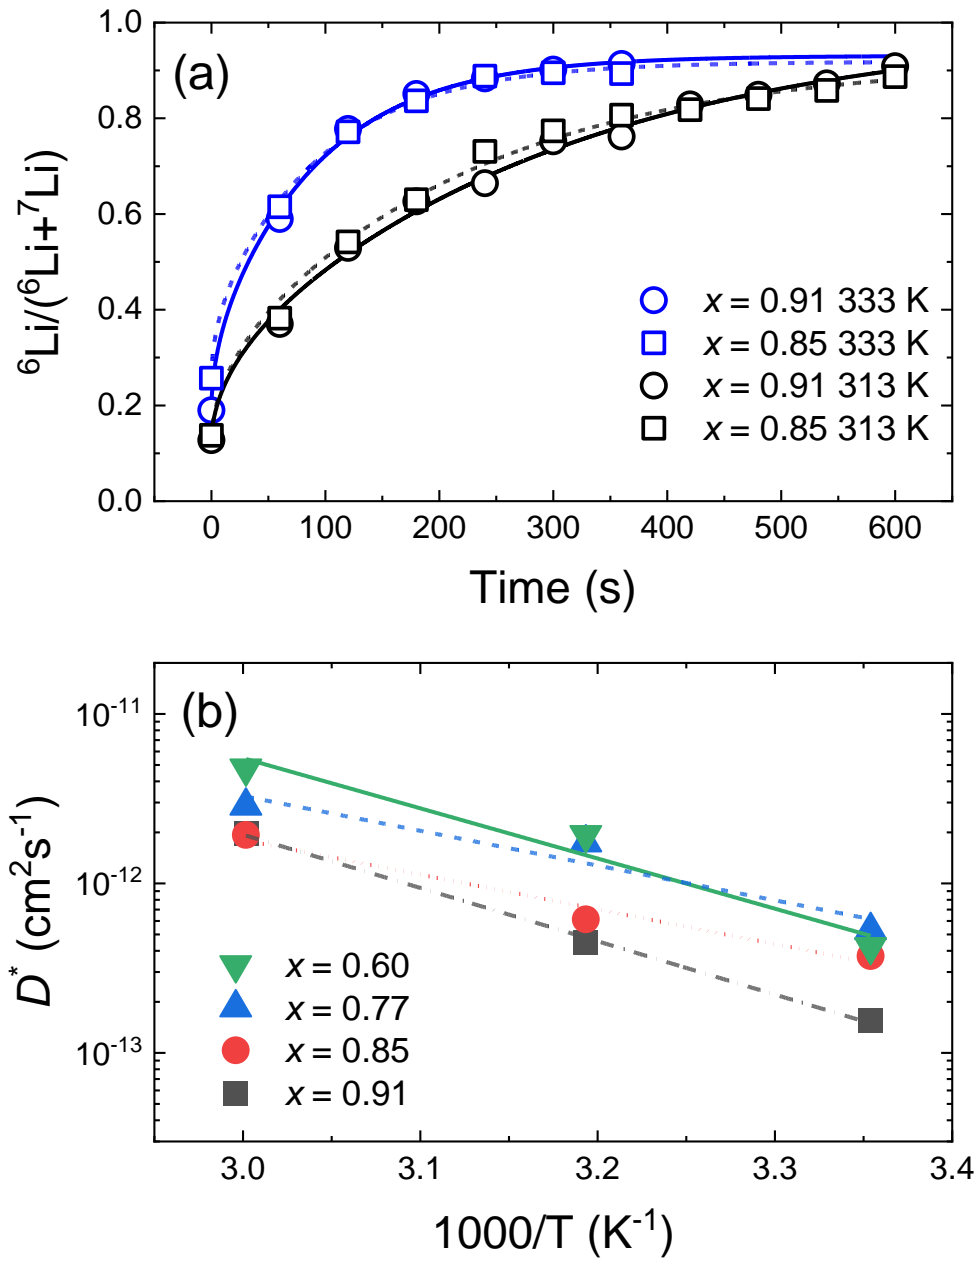 (a)
1.0
0.8
0.6
0.4
0.2
0.0
⁶Li/(⁶Li+⁷Li)
x = 0.91 333 K
x = 0.85 333 K
x = 0.91 313 K
x = 0.85 313 K
0 100 200 300 400 500 600
Time (s)
(b)
10⁻¹¹
10⁻¹²
10⁻¹³
D* (cm²s⁻¹)
x = 0.60
x = 0.77
x = 0.85
x = 0.91
3.0 3.1 3.2 3.3 3.4
1000/T (K⁻¹)